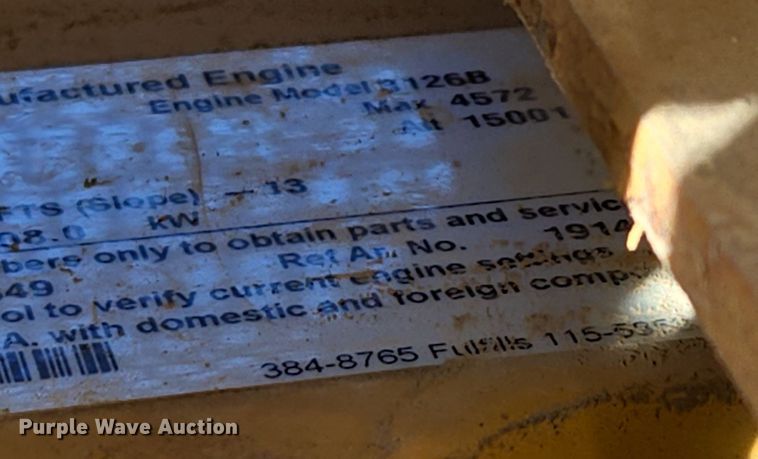 ufactured Engine
Engine Model 3126B
Max 4572
Alt 15001
FTS (Slope) - 13
08.0 kW
bers only to obtain parts and servic
Ref Arr. No. 1914
49
ol to verify current engine settings
A. with domestic and foreign comp
384-8765 Fulfills 115-535
Purple Wave Auction